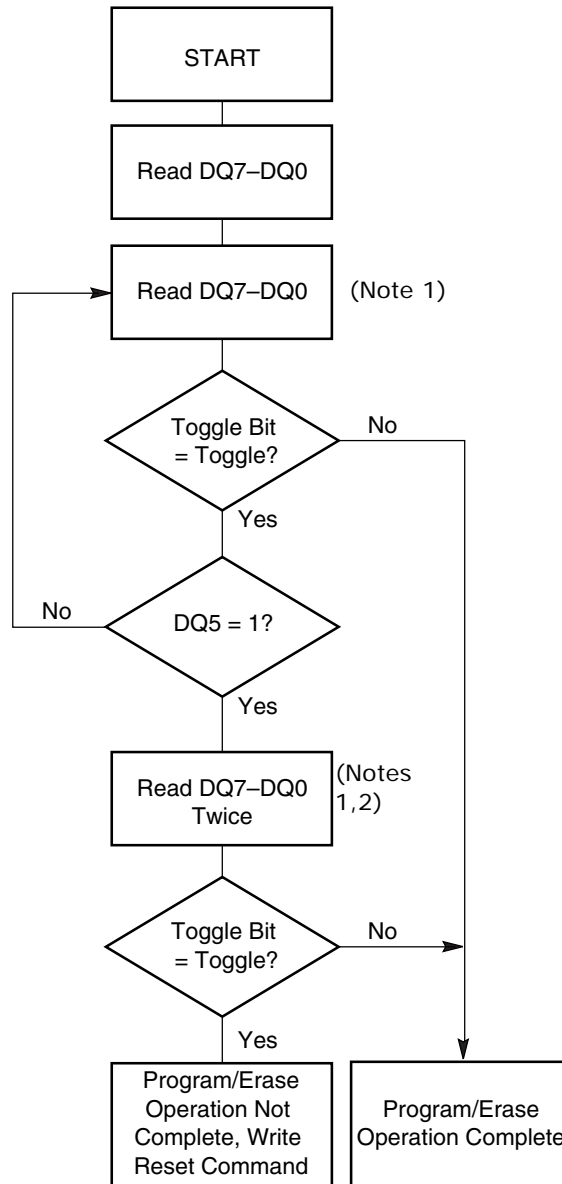 START
Read DQ7–DQ0
Read DQ7–DQ0
(Note 1)
Toggle Bit
= Toggle?
No
Yes
No
DQ5 = 1?
Yes
Read DQ7–DQ0
Twice
(Notes
1,2)
Toggle Bit
= Toggle?
No
Yes
Program/Erase
Operation Not
Complete, Write
Reset Command
Program/Erase
Operation Complete